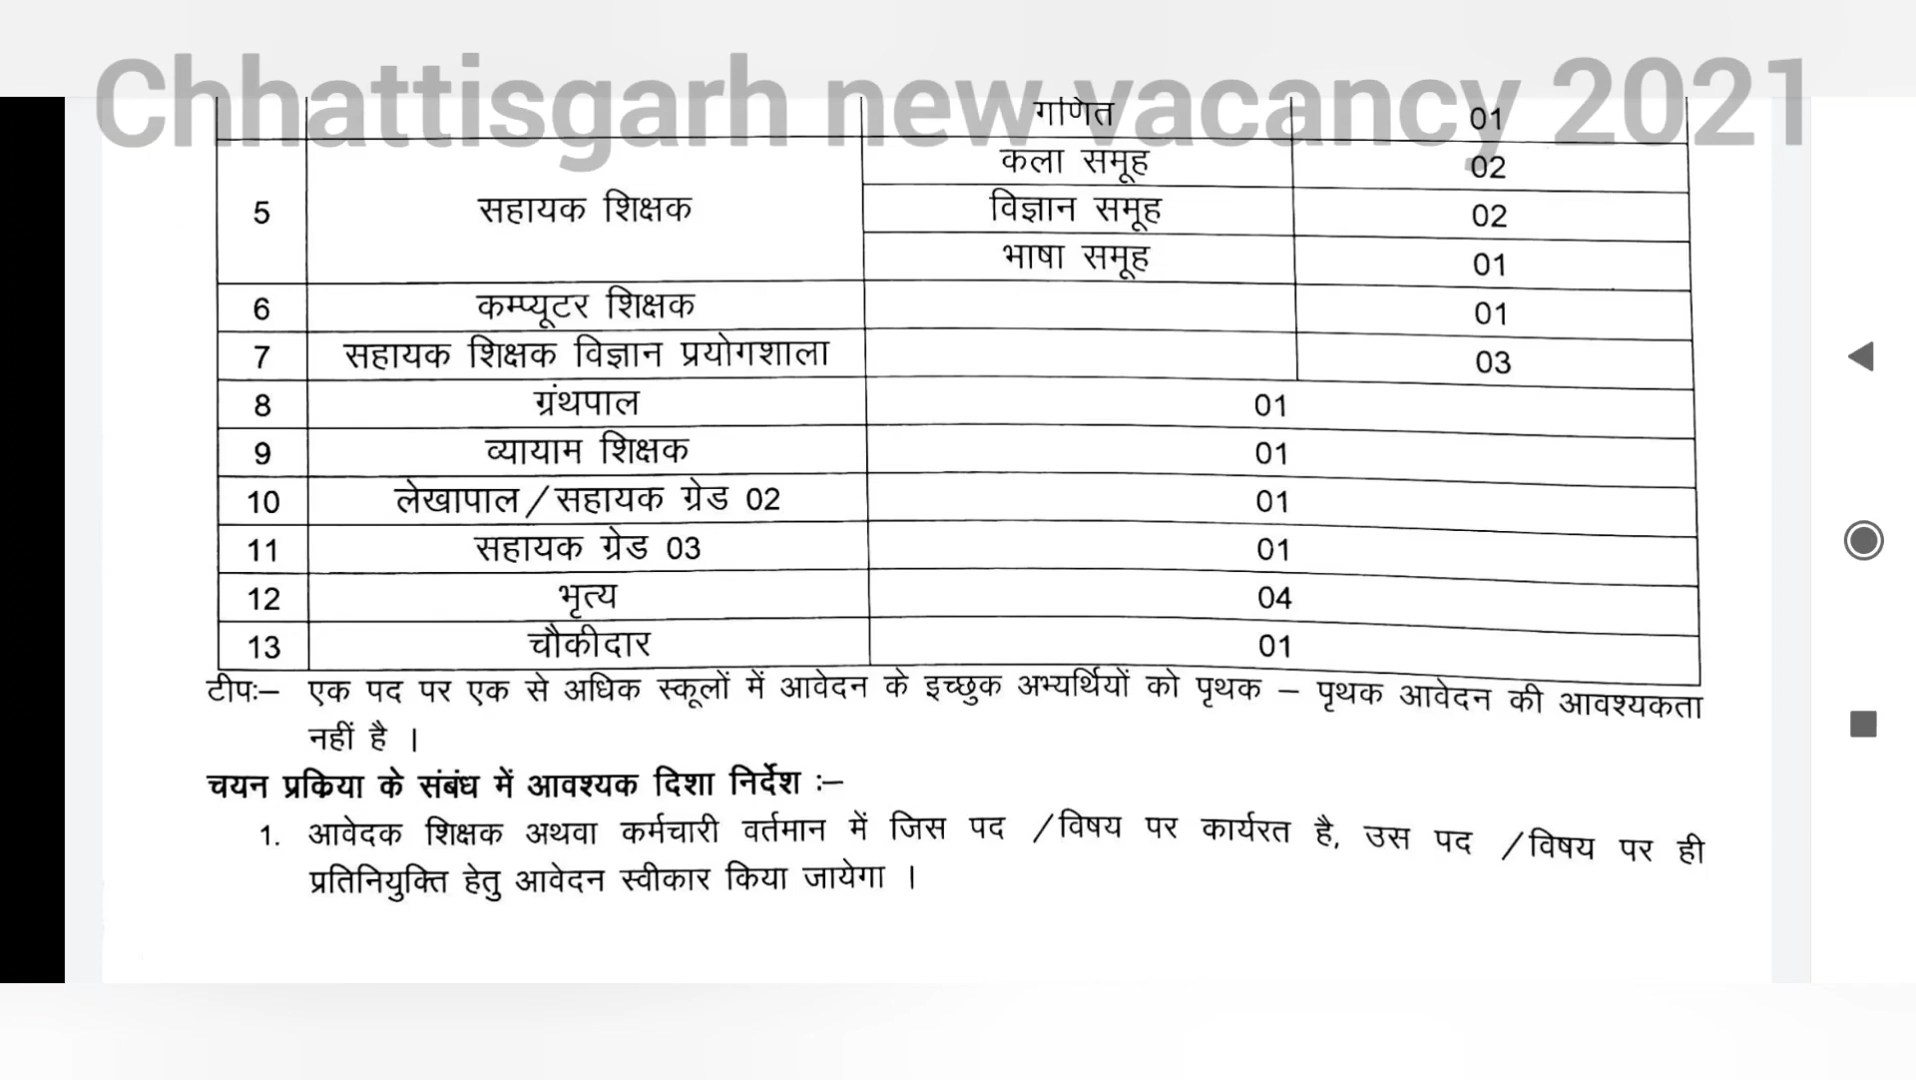 Chhattisgarh new vacancy 2021
गणित 01
कला समूह 02
5 सहायक शिक्षक विज्ञान समूह 02
भाषा समूह 01
6 कम्प्यूटर शिक्षक 01
7 सहायक शिक्षक विज्ञान प्रयोगशाला 03
8 ग्रंथपाल 01
9 व्यायाम शिक्षक 01
10 लेखापाल/सहायक ग्रेड 02 01
11 सहायक ग्रेड 03 01
12 भृत्य 04
13 चौकीदार 01
टीपः– एक पद पर एक से अधिक स्कूलों में आवेदन के इच्छुक अभ्यर्थियों को पृथक – पृथक आवेदन की आवश्यकता
नहीं है ।
चयन प्रकिया के संबंध में आवश्यक दिशा निर्देश :–
1. आवेदक शिक्षक अथवा कर्मचारी वर्तमान में जिस पद /विषय पर कार्यरत है, उस पद /विषय पर ही
प्रतिनियुक्ति हेतु आवेदन स्वीकार किया जायेगा ।